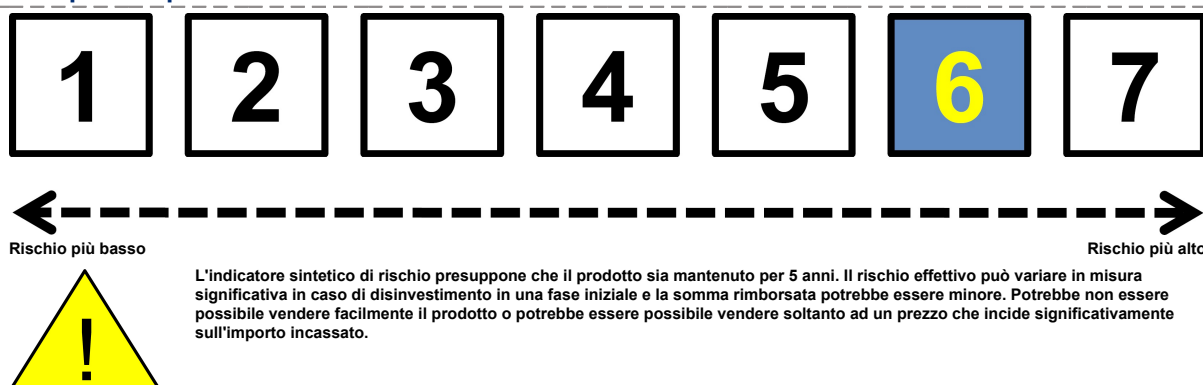 1 2 3 4 5 6 7
Rischio più basso Rischio più alto
L'indicatore sintetico di rischio presuppone che il prodotto sia mantenuto per 5 anni. Il rischio effettivo può variare in misura
significativa in caso di disinvestimento in una fase iniziale e la somma rimborsata potrebbe essere minore. Potrebbe non essere
possibile vendere facilmente il prodotto o potrebbe essere possibile vendere soltanto ad un prezzo che incide significativamente
sull'importo incassato.
!